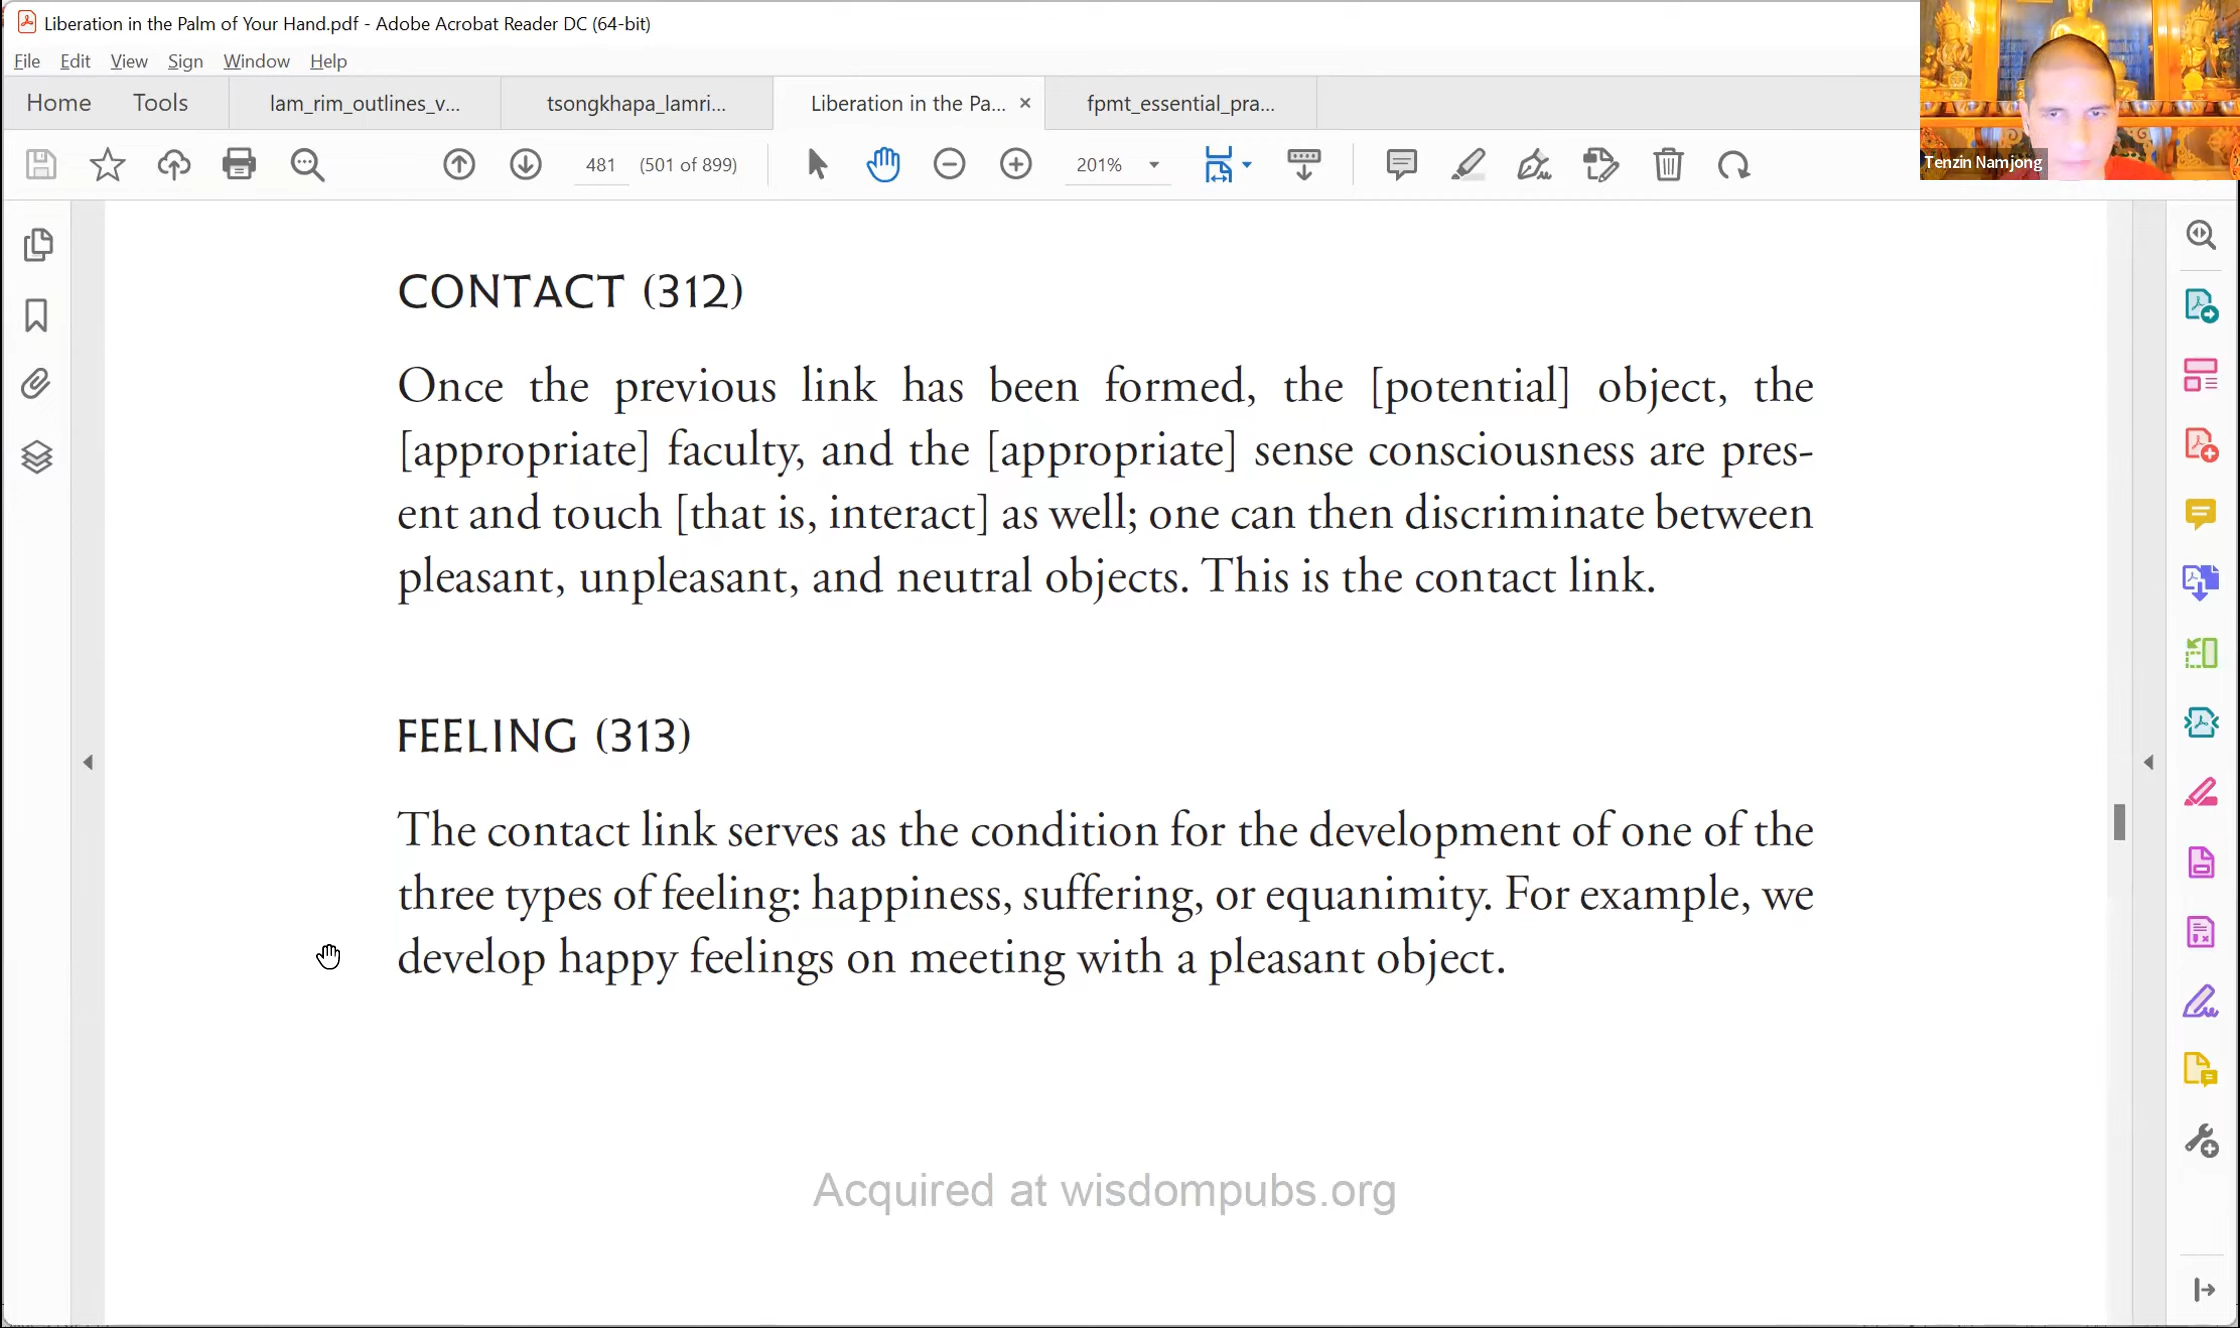 Liberation in the Palm of Your Hand.pdf - Adobe Acrobat Reader DC (64-bit)
File Edit View Sign Window Help
Home Tools lam_rim_outlines_v... tsongkhapa_lamri... Liberation in the Pa... × fpmt_essential_pra...
481 (501 of 899) 201%
Tenzin Namjong
CONTACT (312)
Once the previous link has been formed, the [potential] object, the
[appropriate] faculty, and the [appropriate] sense consciousness are pres-
ent and touch [that is, interact] as well; one can then discriminate between
pleasant, unpleasant, and neutral objects. This is the contact link.
FEELING (313)
The contact link serves as the condition for the development of one of the
three types of feeling: happiness, suffering, or equanimity. For example, we
develop happy feelings on meeting with a pleasant object.
Acquired at wisdompubs.org